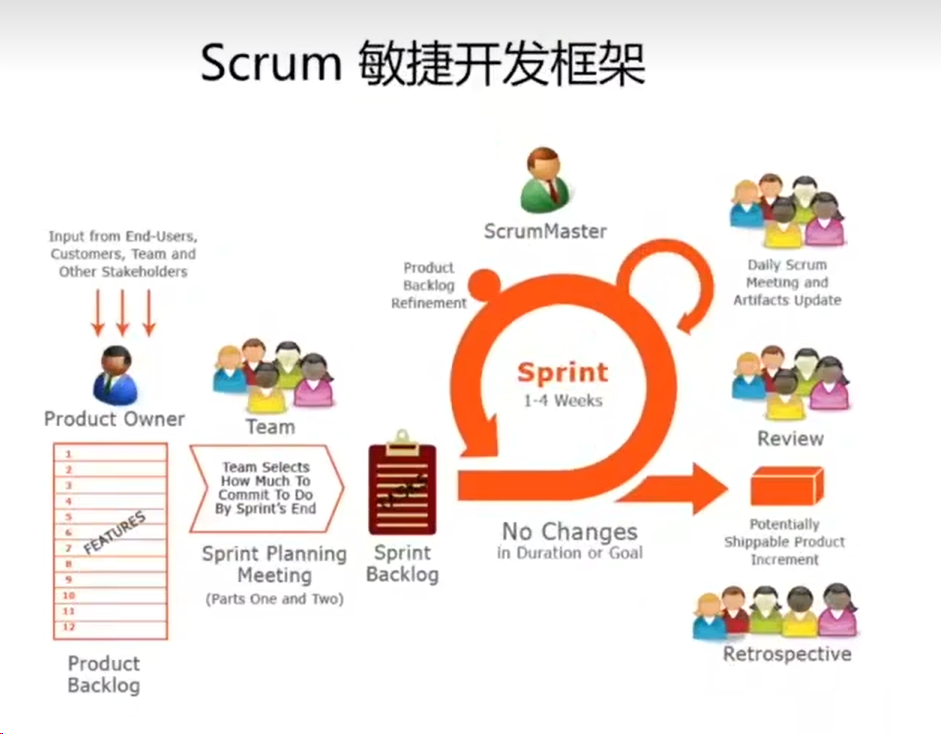 Scrum 敏捷开发框架
Input from End-Users,
Customers, Team and
Other Stakeholders
Product Owner
1
2
3
4
5
6
7
8
9
10
11
12
FEATURES
Product
Backlog
Team
Team Selects
How Much To
Commit To Do
By Sprint's End
Sprint Planning
Meeting
(Parts One and Two)
Sprint
Backlog
ScrumMaster
Product
Backlog
Refinement
Sprint
1-4 Weeks
No Changes
in Duration or Goal
Daily Scrum
Meeting and
Artifacts Update
Review
Potentially
Shippable Product
Increment
Retrospective